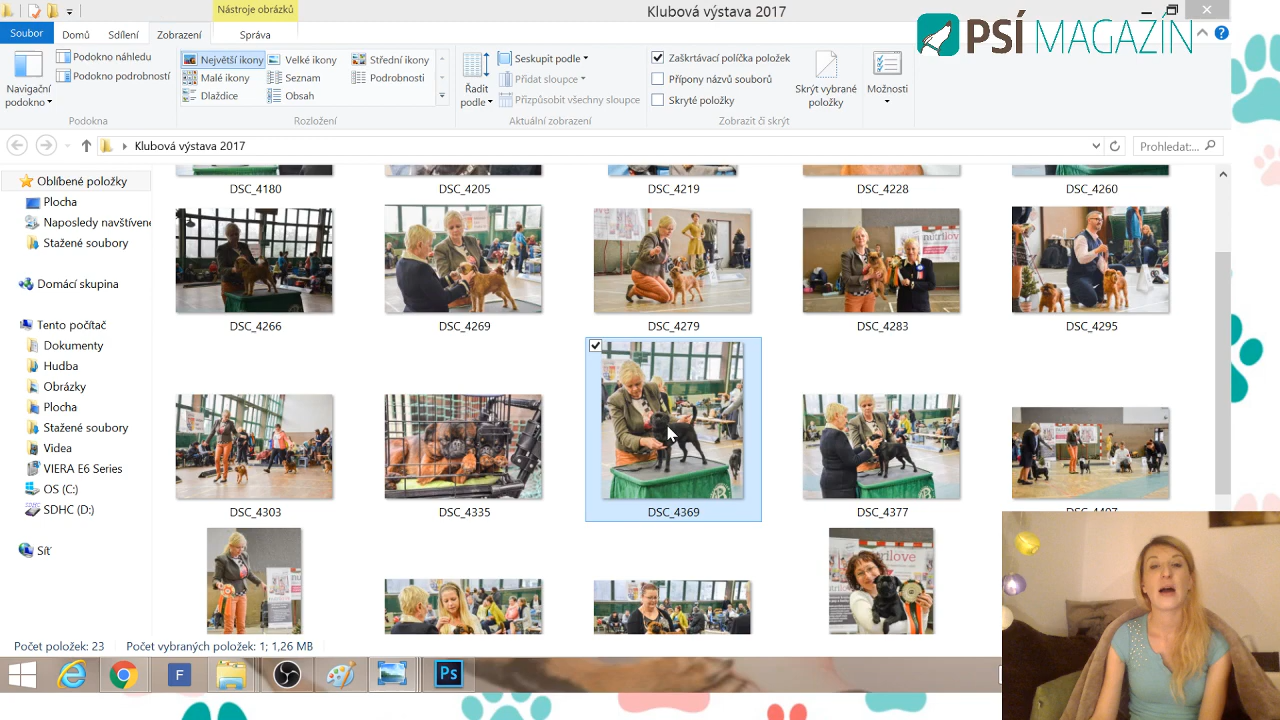 Nástroje obrázků
Klubová výstava 2017
PSÍ MAGAZÍN
Soubor Domů Sdílení Zobrazení Správa
Navigační podokno
Podokno náhledu
Podokno podrobností
Podokna
Největší ikony Velké ikony Střední ikony
Malé ikony Seznam Podrobnosti
Dlaždice Obsah
Rozložení
Řadit podle
Seskupit podle
Přidat sloupce
Přizpůsobit všechny sloupce
Aktuální zobrazení
Zaškrtávací políčka položek
Přípony názvů souborů
Skryté položky
Skrýt vybrané položky
Zobrazit či skrýt
Možnosti
Klubová výstava 2017
Prohledat:...
Oblíbené položky
Plocha
Naposledy navštívené
Stažené soubory
Domácí skupina
Tento počítač
Dokumenty
Hudba
Obrázky
Plocha
Stažené soubory
Videa
VIERA E6 Series
OS (C:)
SDHC (D:)
Síť
DSC_4180 DSC_4205 DSC_4219 DSC_4228 DSC_4260
nutrilove
DSC_4266 DSC_4269 DSC_4279 DSC_4283 DSC_4295
DSC_4303 DSC_4335 DSC_4369 DSC_4377
Počet položek: 23 Počet vybraných položek: 1; 1,26 MB
F
Ps